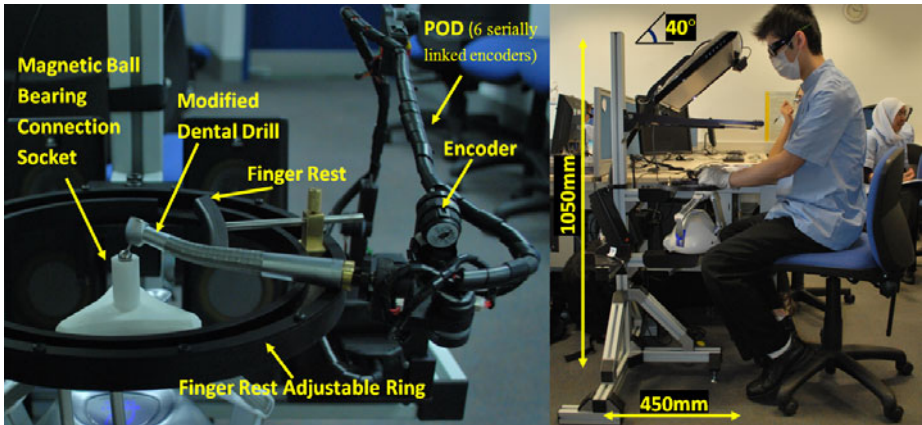 POD (6 serially
linked encoders)
Magnetic Ball
Bearing
Connection
Socket
Modified
Dental Drill
Finger Rest
Encoder
Finger Rest Adjustable Ring
40°
1050mm
450mm